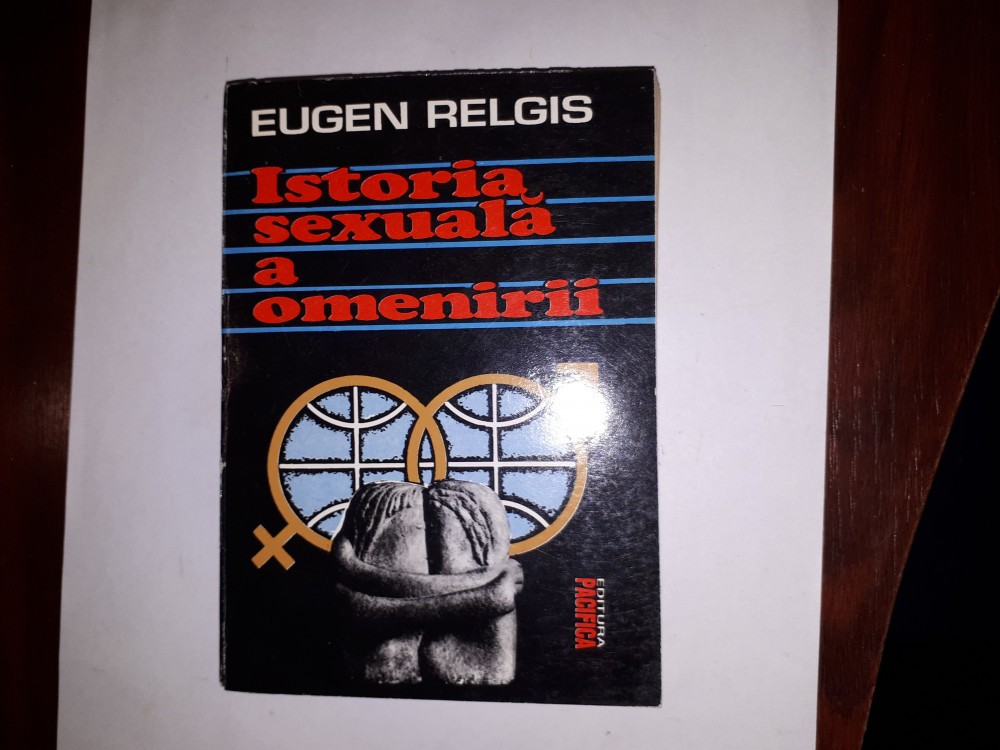 EUGEN RELGIS
Istoria
sexuală
a
omenirii
EDITURA
PACIFICA